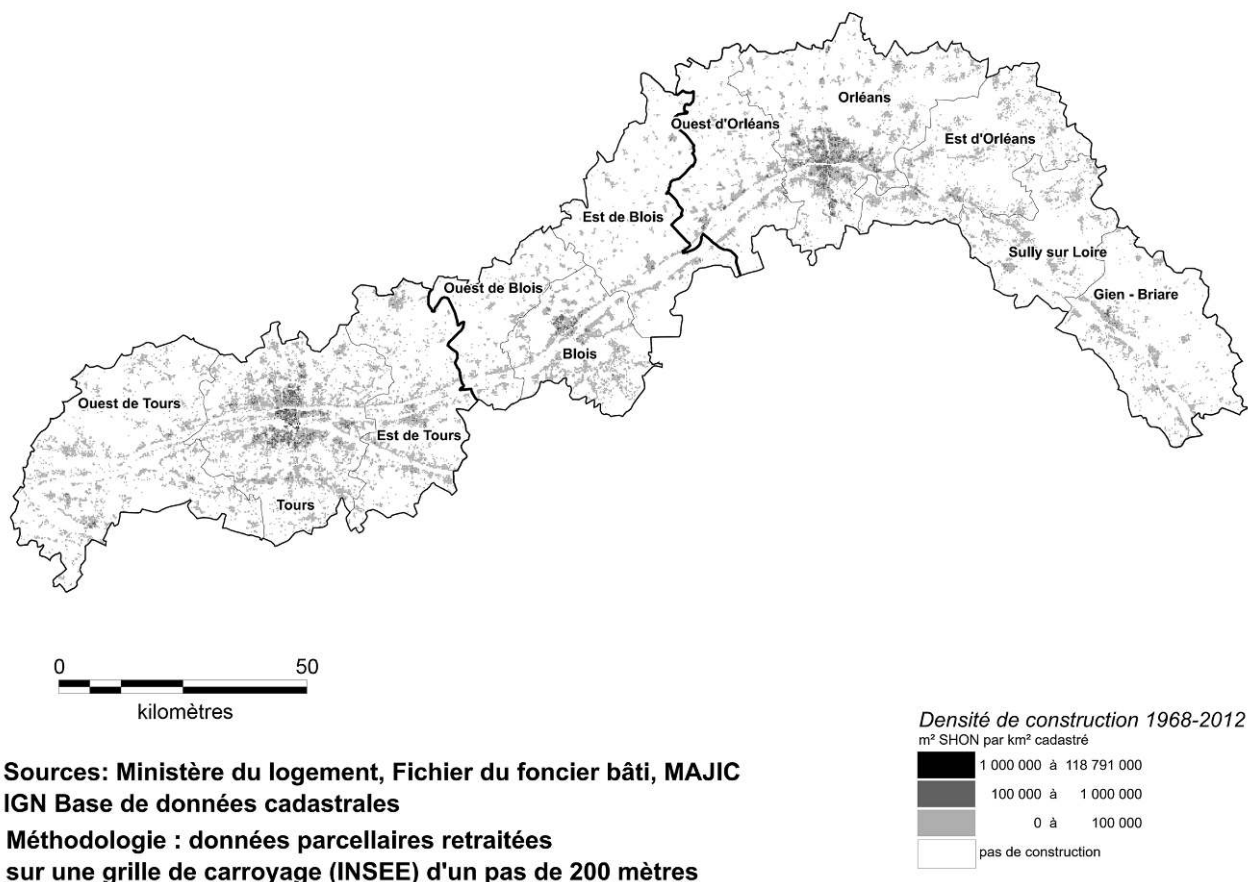 Orléans
Ouest d'Orléans
Est d'Orléans
Est de Blois
Sully sur Loire
Ouest de Blois
Gien - Briare
Blois
Ouest de Tours
Est de Tours
Tours
0 50
kilomètres
Densité de construction 1968-2012
m² SHON par km² cadastré
1 000 000 à 118 791 000
100 000 à 1 000 000
0 à 100 000
pas de construction
Sources: Ministère du logement, Fichier du foncier bâti, MAJIC
IGN Base de données cadastrales
Méthodologie : données parcellaires retraitées
sur une grille de carroyage (INSEE) d'un pas de 200 mètres